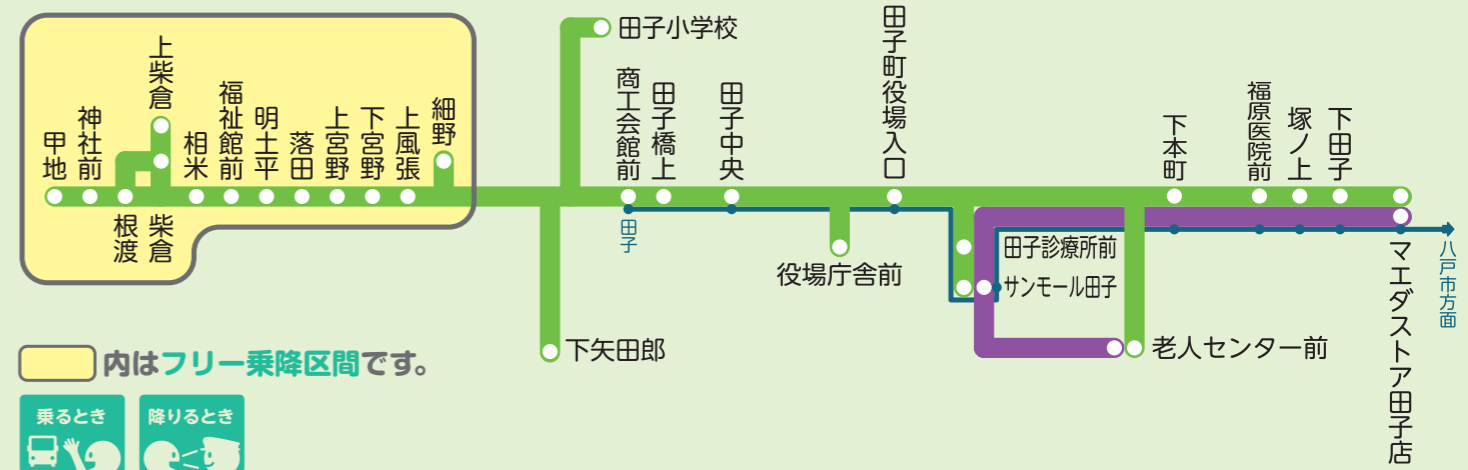 甲地
神社前
根渡
上柴倉
柴倉
相米
福祉館前
明土平
落田
上宮野
下宮野
上風張
細野
田子小学校
下矢田郎
商工会館前
田子
田子橋上
田子中央
役場庁舎前
田子町役場入口
田子診療所前
サンモール田子
老人センター前
下本町
福原医院前
塚ノ上
下田子
マエダストア田子店
八戸市方面
内はフリー乗降区間です。
乗るとき
降りるとき